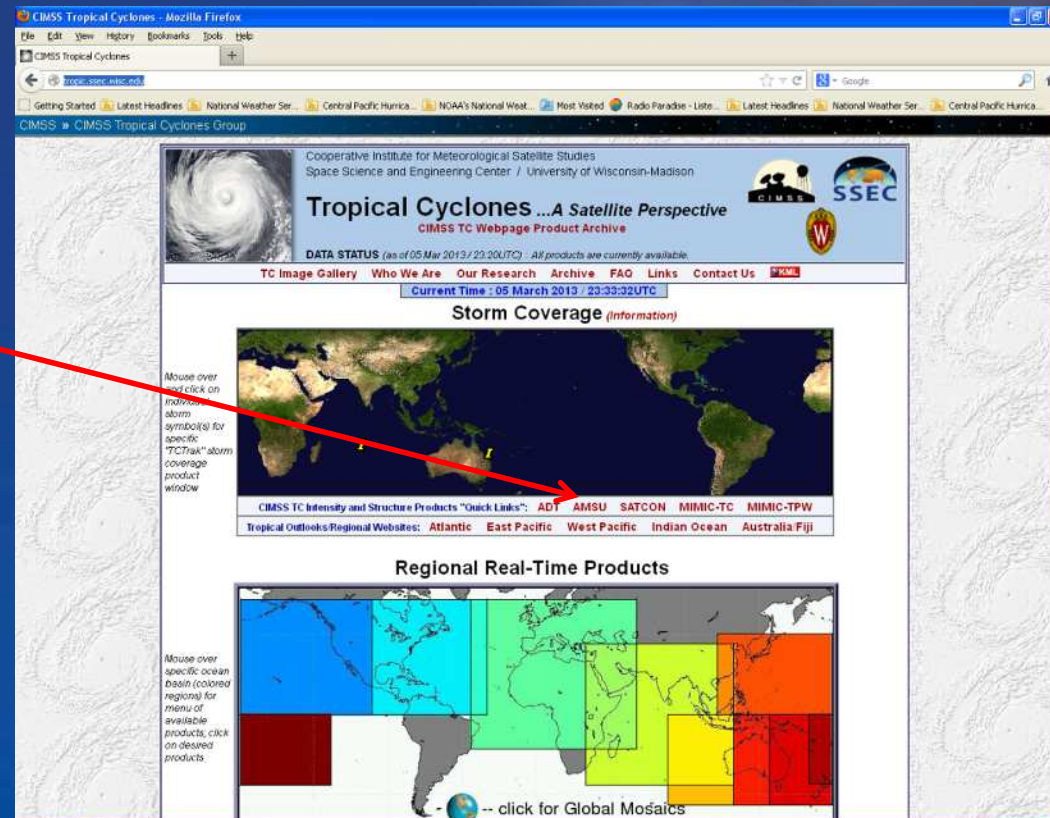 CIMSS Tropical Cyclones - Mozilla Firefox
File Edit View History Bookmarks Tools Help
CIMSS Tropical Cyclones +
tropic.ssec.wisc.edu
Google
Getting Started Latest Headlines National Weather Ser... Central Pacific Hurrica... NOAA's National Weat... Most Visited Radio Paradise - Liste... Latest Headlines National Weather Ser... Central Pacific Hurrica...
CIMSS » CIMSS Tropical Cyclones Group
Cooperative Institute for Meteorological Satellite Studies
Space Science and Engineering Center / University of Wisconsin-Madison
Tropical Cyclones ...A Satellite Perspective
CIMSS TC Webpage Product Archive
CIMSS
SSEC
W
DATA STATUS (as of 05 Mar 2013 / 23:20UTC) : All products are currently available.
TC Image Gallery Who We Are Our Research Archive FAQ Links Contact Us KML
Current Time : 05 March 2013 / 23:33:32UTC
Storm Coverage (Information)
Mouse over
and click on
individual
storm
symbol(s) for
specific
"TCTrak" storm
coverage
product
window
I
I
CIMSS TC Intensity and Structure Products "Quick Links": ADT AMSU SATCON MIMIC-TC MIMIC-TPW
Tropical Outlooks/Regional Websites: Atlantic East Pacific West Pacific Indian Ocean Australia/Fiji
Regional Real-Time Products
Mouse over
specific ocean
basin (colored
regions) for
menu of
available
products; click
on desired
products
-- click for Global Mosaics